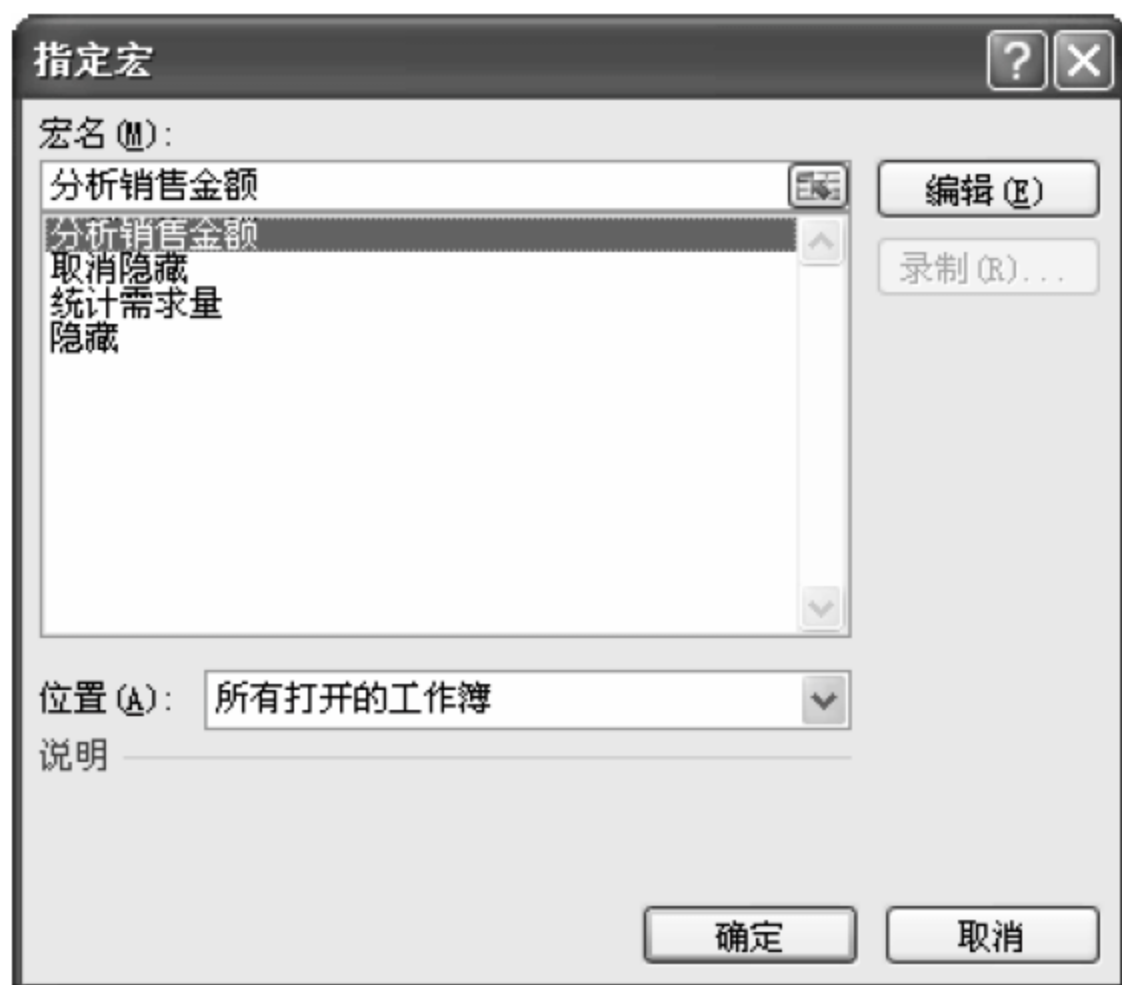 指定宏
宏名(M):
分析销售金额
编辑(E)
分析销售金额
录制(R)...
取消隐藏
统计需求量
隐藏
位置(A):
所有打开的工作簿
说明
确定
取消